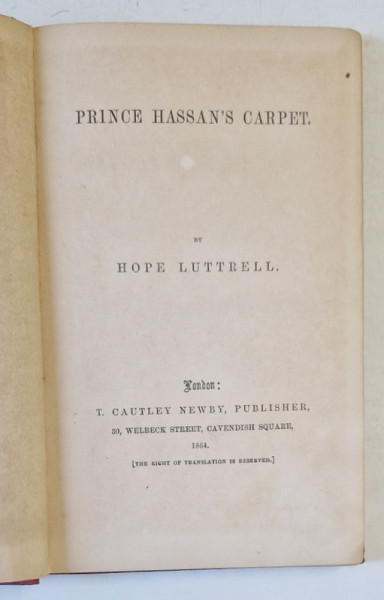 PRINCE HASSAN'S CARPET.
BY
HOPE LUTTRELL.
London:
T. CAUTLEY NEWBY, PUBLISHER,
30, WELBECK STREET, CAVENDISH SQUARE,
1864.
[THE RIGHT OF TRANSLATION IS RESERVED.]